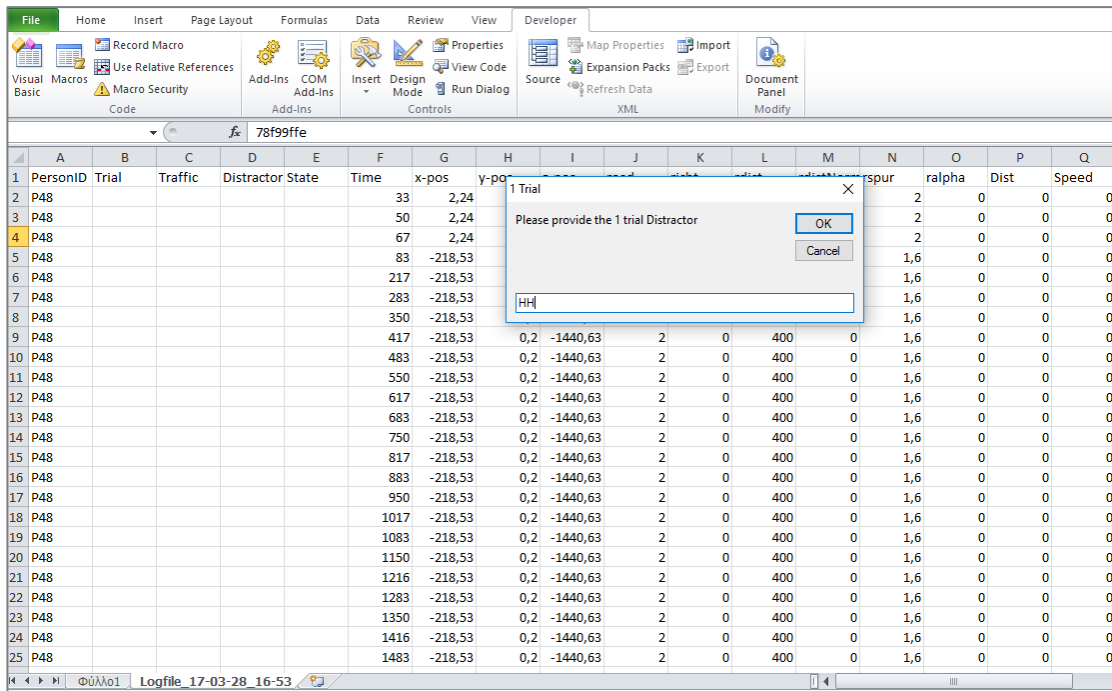 File Home Insert Page Layout Formulas Data Review View Developer
Visual Basic
Macros
Record Macro
Use Relative References
Macro Security
Code
Add-Ins
COM Add-Ins
Add-Ins
Insert
Design Mode
Properties
View Code
Run Dialog
Controls
Source
Map Properties
Expansion Packs
Refresh Data
Import
Export
XML
Document Panel
Modify
fx 78f99ffe
A B C D E F G H I J K L M N O P Q
1 PersonID Trial Traffic Distractor State Time x-pos rspur ralpha Dist Speed
2 P48 33 2,24 2 0 0 0
3 P48 50 2,24 2 0 0 0
4 P48 67 2,24 2 0 0 0
5 P48 83 -218,53 1,6 0 0 0
6 P48 217 -218,53 1,6 0 0 0
7 P48 283 -218,53 1,6 0 0 0
8 P48 350 -218,53 1,6 0 0 0
9 P48 417 -218,53 0,2 -1440,63 2 0 400 0 1,6 0 0 0
10 P48 483 -218,53 0,2 -1440,63 2 0 400 0 1,6 0 0 0
11 P48 550 -218,53 0,2 -1440,63 2 0 400 0 1,6 0 0 0
12 P48 617 -218,53 0,2 -1440,63 2 0 400 0 1,6 0 0 0
13 P48 683 -218,53 0,2 -1440,63 2 0 400 0 1,6 0 0 0
14 P48 750 -218,53 0,2 -1440,63 2 0 400 0 1,6 0 0 0
15 P48 817 -218,53 0,2 -1440,63 2 0 400 0 1,6 0 0 0
16 P48 883 -218,53 0,2 -1440,63 2 0 400 0 1,6 0 0 0
17 P48 950 -218,53 0,2 -1440,63 2 0 400 0 1,6 0 0 0
18 P48 1017 -218,53 0,2 -1440,63 2 0 400 0 1,6 0 0 0
19 P48 1083 -218,53 0,2 -1440,63 2 0 400 0 1,6 0 0 0
20 P48 1150 -218,53 0,2 -1440,63 2 0 400 0 1,6 0 0 0
21 P48 1216 -218,53 0,2 -1440,63 2 0 400 0 1,6 0 0 0
22 P48 1283 -218,53 0,2 -1440,63 2 0 400 0 1,6 0 0 0
23 P48 1350 -218,53 0,2 -1440,63 2 0 400 0 1,6 0 0 0
24 P48 1416 -218,53 0,2 -1440,63 2 0 400 0 1,6 0 0 0
25 P48 1483 -218,53 0,2 -1440,63 2 0 400 0 1,6 0 0 0
1 Trial
Please provide the 1 trial Distractor
OK
Cancel
HH
Φύλλο1 Logfile_17-03-28_16-53